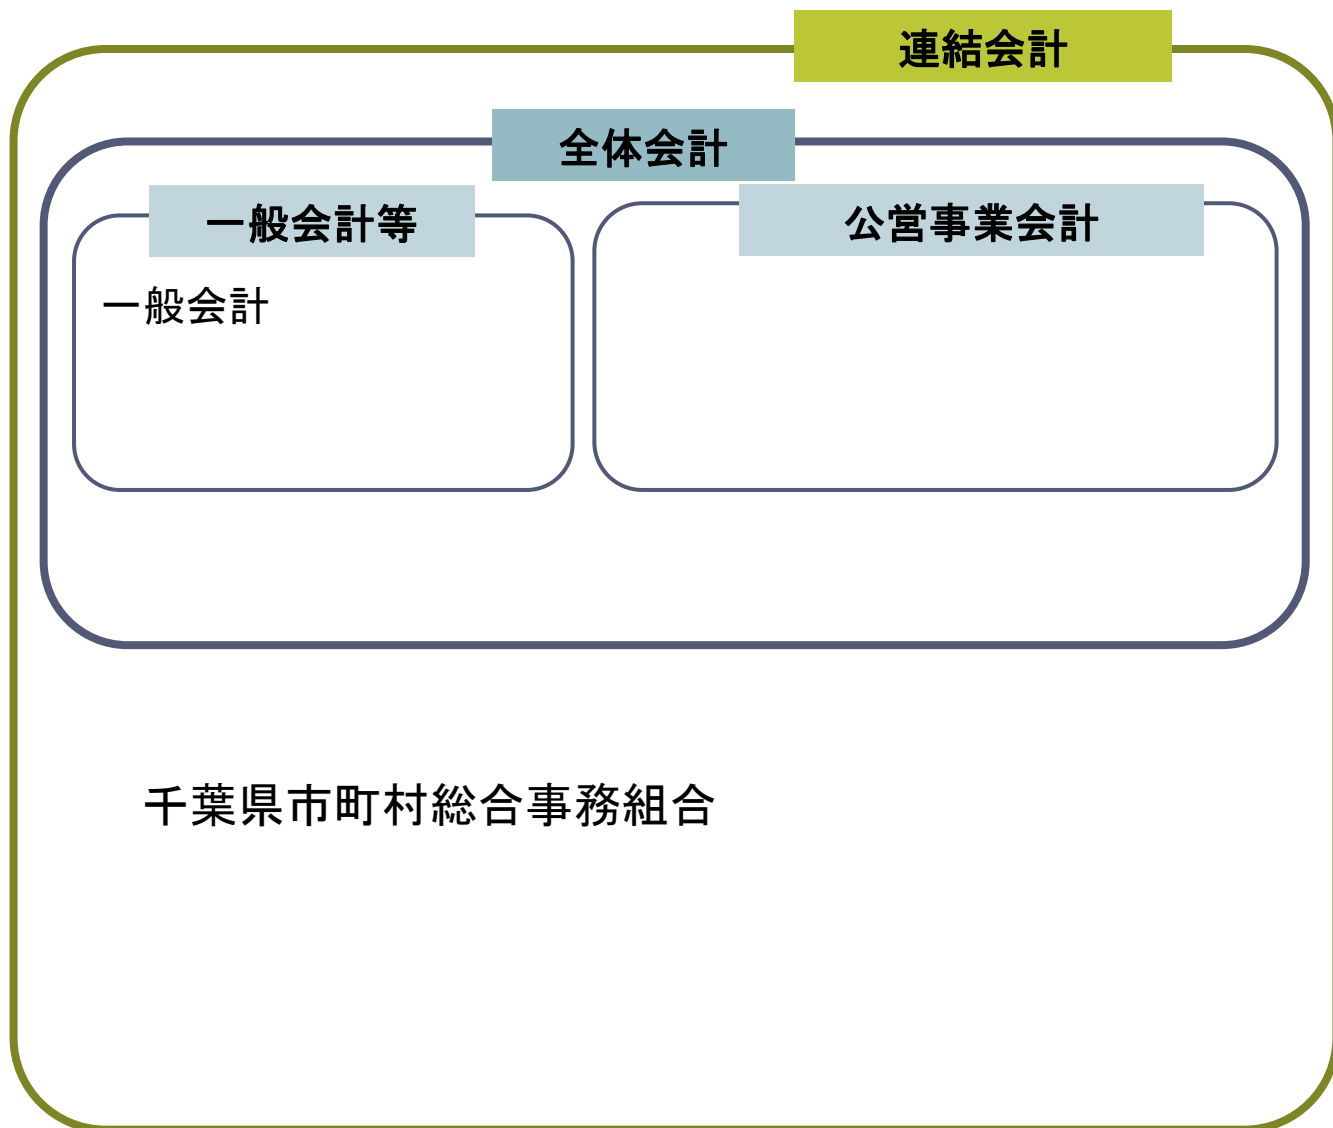 連結会計
全体会計
一般会計等
公営事業会計
一般会計
千葉県市町村総合事務組合